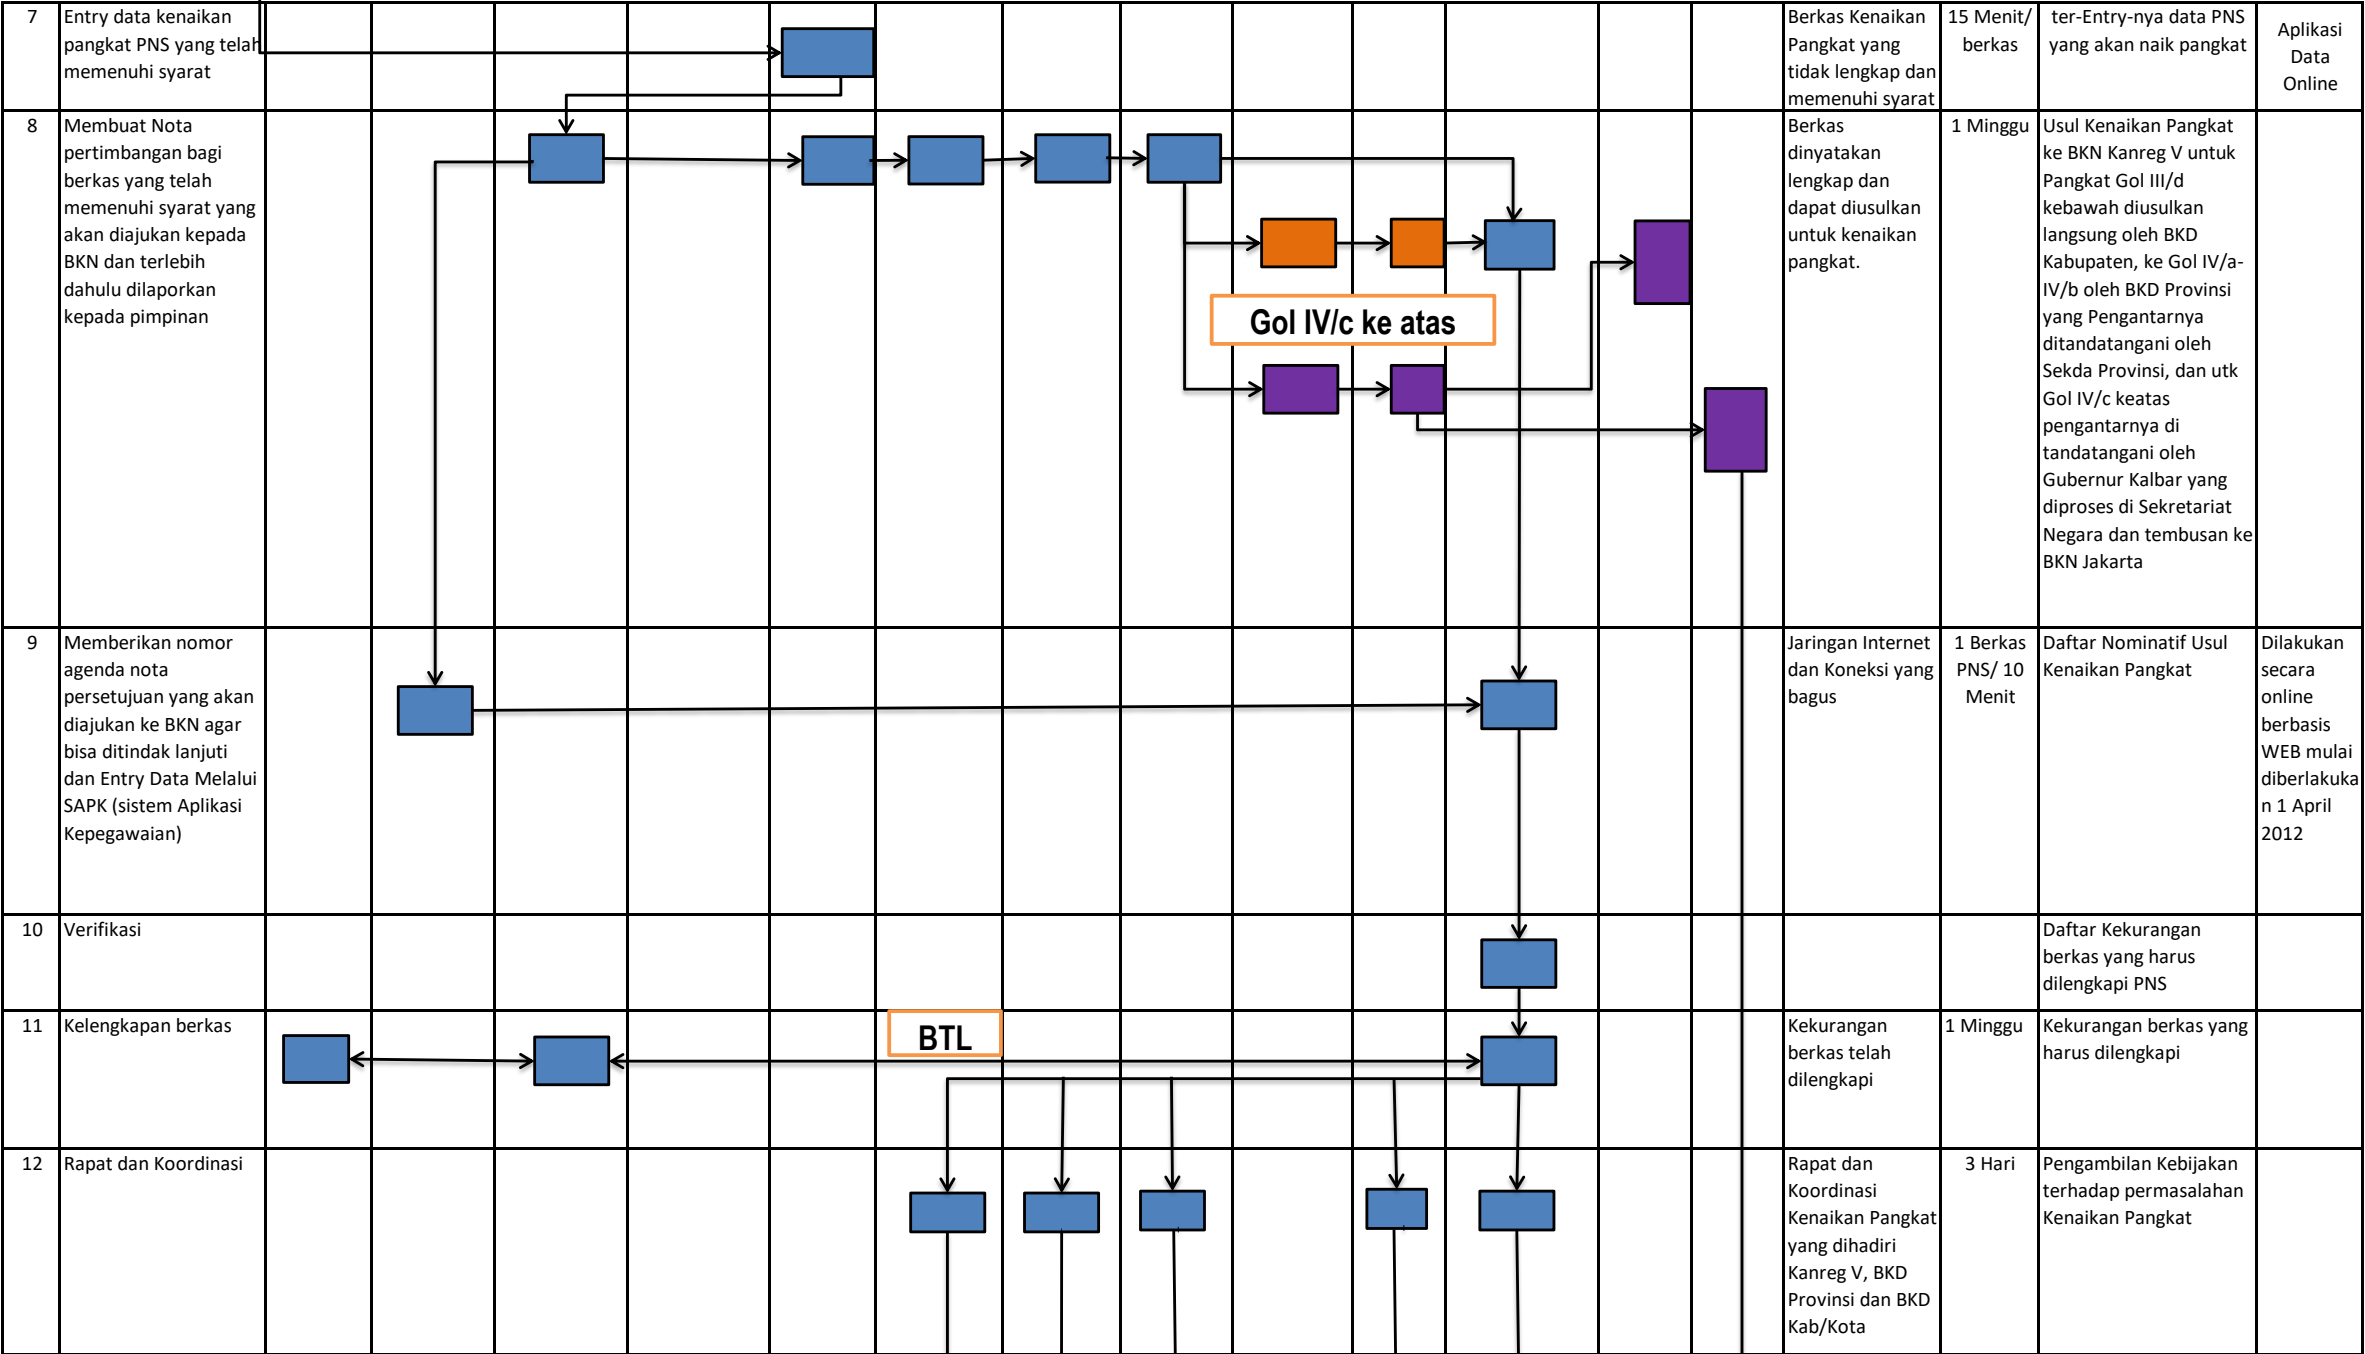 7
Entry data kenaikan
pangkat PNS yang telah
memenuhi syarat
Berkas Kenaikan
Pangkat yang
tidak lengkap dan
memenuhi syarat
15 Menit/
berkas
ter-Entry-nya data PNS
yang akan naik pangkat
Aplikasi
Data
Online
8
Membuat Nota
pertimbangan bagi
berkas yang telah
memenuhi syarat yang
akan diajukan kepada
BKN dan terlebih
dahulu dilaporkan
kepada pimpinan
Gol IV/c ke atas
Berkas
dinyatakan
lengkap dan
dapat diusulkan
untuk kenaikan
pangkat.
1 Minggu
Usul Kenaikan Pangkat
ke BKN Kanreg V untuk
Pangkat Gol III/d
kebawah diusulkan
langsung oleh BKD
Kabupaten, ke Gol IV/a-
IV/b oleh BKD Provinsi
yang Pengantarnya
ditandatangani oleh
Sekda Provinsi, dan utk
Gol IV/c keatas
pengantarnya di
tandatangani oleh
Gubernur Kalbar yang
diproses di Sekretariat
Negara dan tembusan ke
BKN Jakarta
9
Memberikan nomor
agenda nota
persetujuan yang akan
diajukan ke BKN agar
bisa ditindak lanjuti
dan Entry Data Melalui
SAPK (sistem Aplikasi
Kepegawaian)
Jaringan Internet
dan Koneksi yang
bagus
1 Berkas
PNS/ 10
Menit
Daftar Nominatif Usul
Kenaikan Pangkat
Dilakukan
secara
online
berbasis
WEB mulai
diberlakuka
n 1 April
2012
10
Verifikasi
Daftar Kekurangan
berkas yang harus
dilengkapi PNS
11
Kelengkapan berkas
BTL
Kekurangan
berkas telah
dilengkapi
1 Minggu
Kekurangan berkas yang
harus dilengkapi
12
Rapat dan Koordinasi
Rapat dan
Koordinasi
Kenaikan Pangkat
yang dihadiri
Kanreg V, BKD
Provinsi dan BKD
Kab/Kota
3 Hari
Pengambilan Kebijakan
terhadap permasalahan
Kenaikan Pangkat